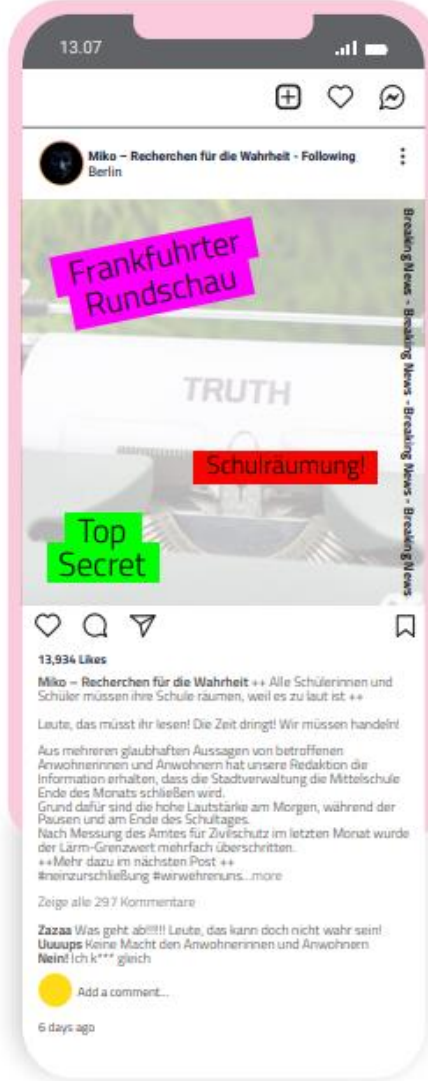 13.07
Miko – Recherchen für die Wahrheit - Following
Berlin
Frankfuhrter
Rundschau
TRUTH
Schulräumung!
Top
Secret
Breaking News - Breaking News - Breaking News - Breaking News
13,934 Likes
Miko – Recherchen für die Wahrheit ++ Alle Schülerinnen und
Schüler müssen ihre Schule räumen, weil es zu laut ist ++
Leute, das müsst ihr lesen! Die Zeit dringt! Wir müssen handeln!
Aus mehreren glaubhaften Aussagen von betroffenen
Anwohnerinnen und Anwohnern hat unsere Redaktion die
Information erhalten, dass die Stadtverwaltung die Mittelschule
Ende des Monats schließen wird.
Grund dafür sind die hohe Lautstärke am Morgen, während der
Pausen und am Ende des Schultages.
Nach Messung des Amtes für Zivilschutz im letzten Monat wurde
der Lärm-Grenzwert mehrfach überschritten.
++Mehr dazu im nächsten Post ++
#neinzurschließung #wirwehrenuns...more
Zeige alle 297 Kommentare
Zazaa Was geht ab!!!!!! Leute, das kann doch nicht wahr sein!
Uuuups Keine Macht den Anwohnerinnen und Anwohnern
Nein! Ich k*** gleich
Add a comment...
6 days ago